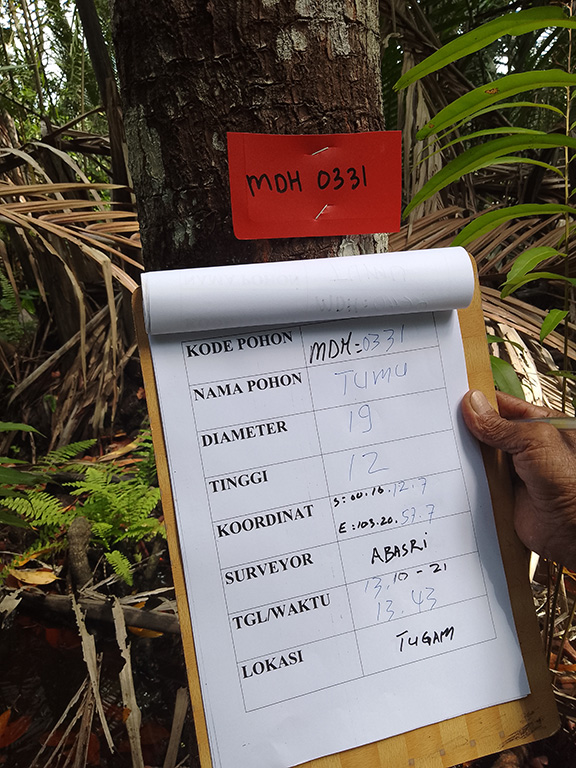 MDH 0331
KODE POHON MDH=0331
NAMA POHON TUMU
DIAMETER 19
TINGGI 12
KOORDINAT S:00.16.12.7
E:103.20.57.7
SURVEYOR ABASRI
TGL/WAKTU 13.10-21
13.43
LOKASI TUGAM